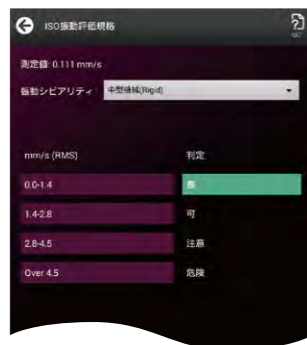 ISO振動評価規格
測定値: 0.111 mm/s
振動シビアリティ 中型機械(Rigid)
mm/s (RMS) 判定
0.0-1.4 良
1.4-2.8 可
2.8-4.5 注意
Over 4.5 危険